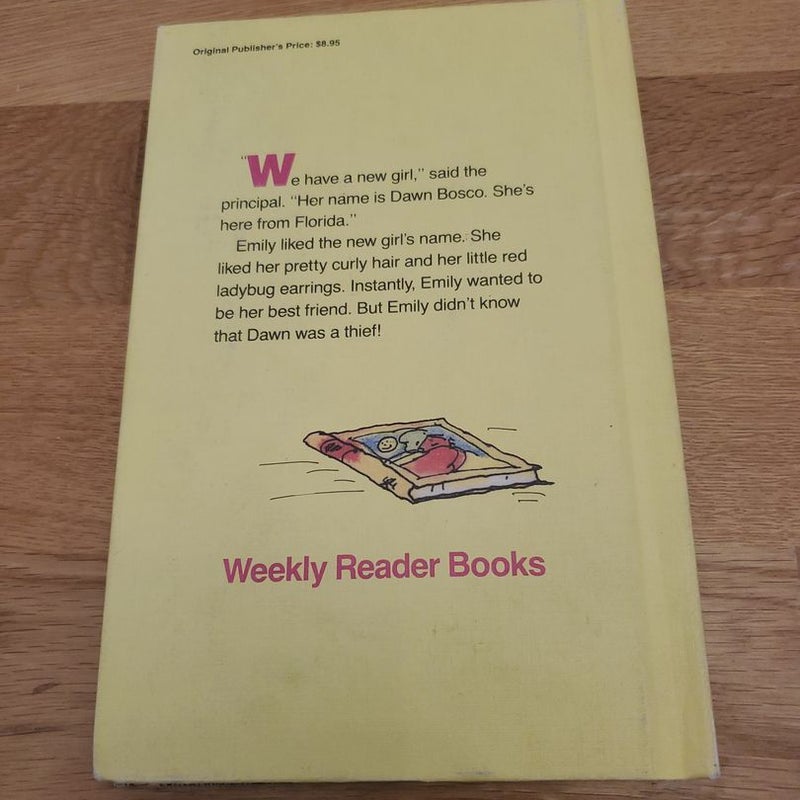 Original Publisher's Price: $8.95
"We have a new girl," said the
principal. "Her name is Dawn Bosco. She's
here from Florida."
Emily liked the new girl's name. She
liked her pretty curly hair and her little red
ladybug earrings. Instantly, Emily wanted to
be her best friend. But Emily didn't know
that Dawn was a thief!
Weekly Reader Books